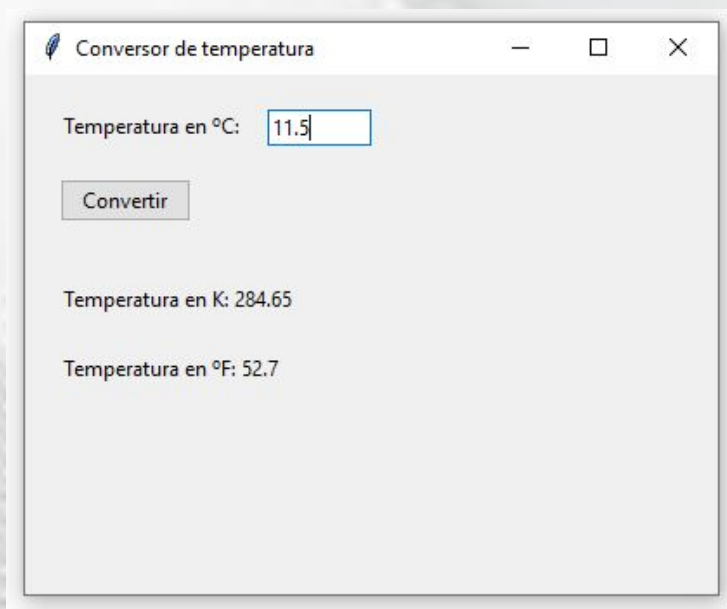 Conversor de temperatura
Temperatura en ºC: 11.5
Convertir
Temperatura en K: 284.65
Temperatura en ºF: 52.7